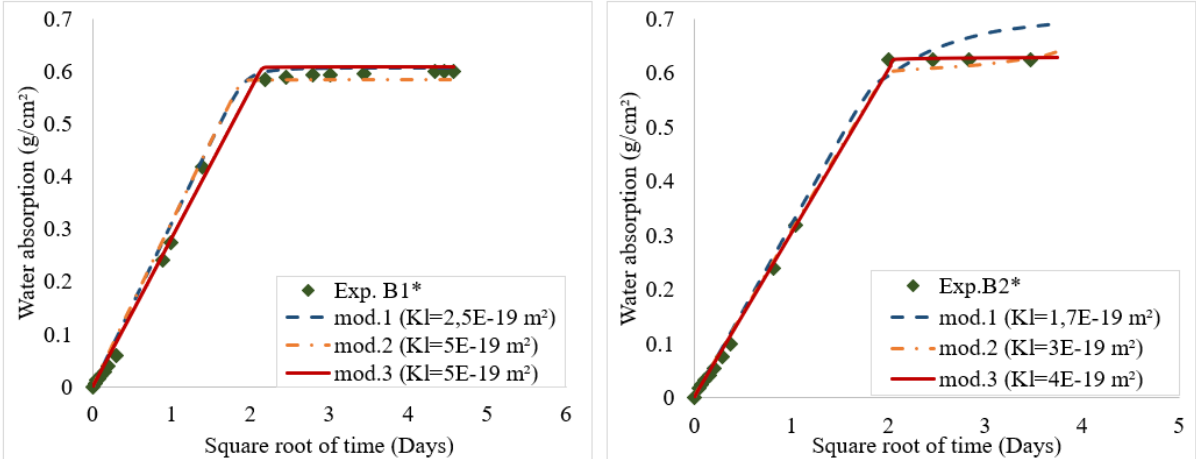 0.7
0.6
0.5
0.4
0.3
0.2
0.1
0
Water absorption (g/cm²)
0 1 2 3 4 5 6
Square root of time (Days)
Exp. B1*
mod.1 (Kl=2,5E-19 m²)
mod.2 (Kl=5E-19 m²)
mod.3 (Kl=5E-19 m²)
0.7
0.6
0.5
0.4
0.3
0.2
0.1
0
Water absorption (g/cm²)
0 1 2 3 4 5
Square root of time (Days)
Exp.B2*
mod.1 (Kl=1,7E-19 m²)
mod.2 (Kl=3E-19 m²)
mod.3 (Kl=4E-19 m²)